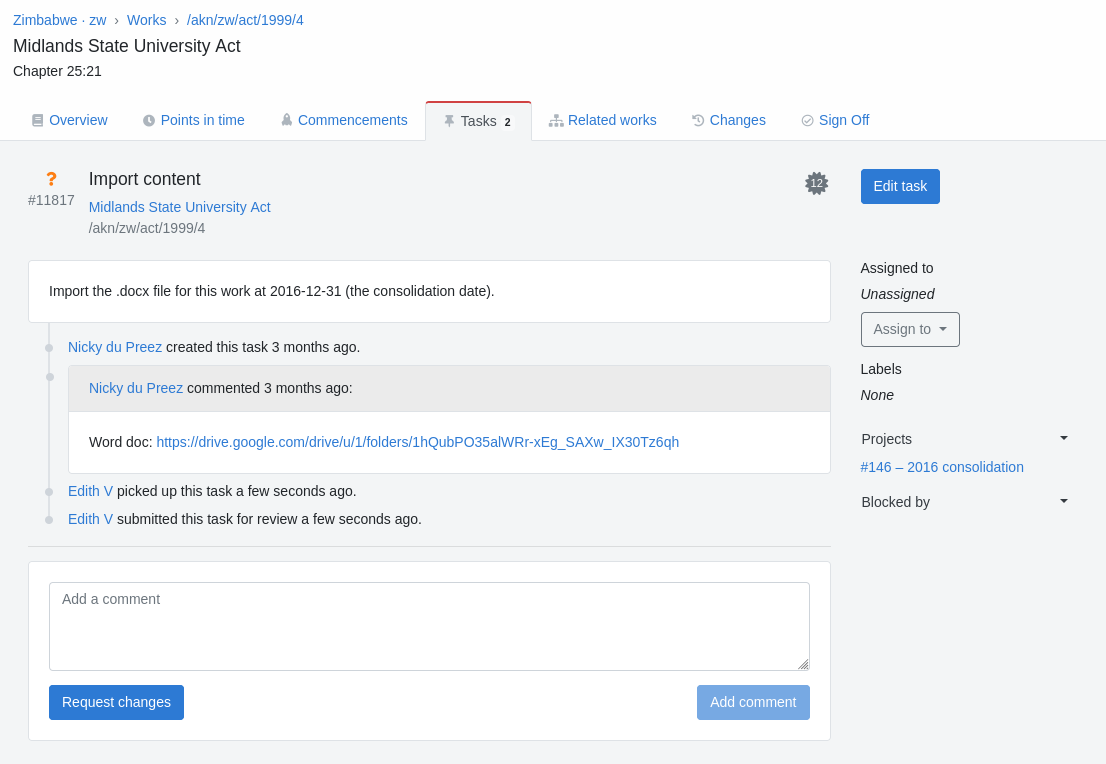 Zimbabwe · zw › Works › /akn/zw/act/1999/4
Midlands State University Act
Chapter 25:21
Overview Points in time Commencements Tasks 2 Related works Changes Sign Off
? Import content 12 Edit task
#11817 Midlands State University Act
/akn/zw/act/1999/4
Import the .docx file for this work at 2016-12-31 (the consolidation date).
Nicky du Preez created this task 3 months ago.
Nicky du Preez commented 3 months ago:
Word doc: https://drive.google.com/drive/u/1/folders/1hQubPO35alWRr-xEg_SAXw_IX30Tz6qh
Edith V picked up this task a few seconds ago.
Edith V submitted this task for review a few seconds ago.
Add a comment
Request changes Add comment
Assigned to
Unassigned
Assign to
Labels
None
Projects
#146 – 2016 consolidation
Blocked by